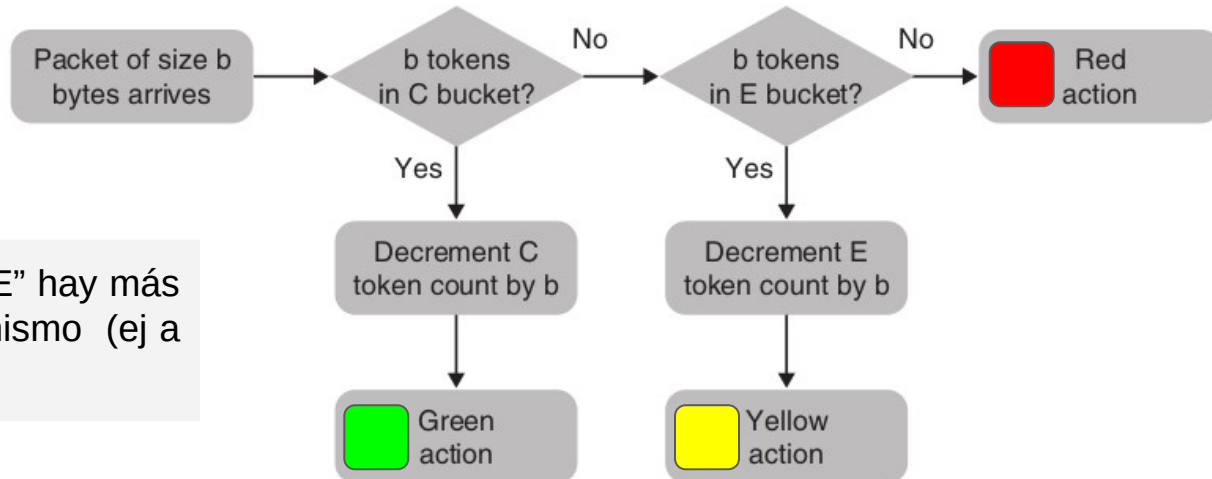 Packet of size b
bytes arrives
b tokens
in C bucket?
No
b tokens
in E bucket?
No
Red
action
Yes
Yes
Decrement C
token count by b
Decrement E
token count by b
E” hay más
(ej a
Green
action
Yellow
action